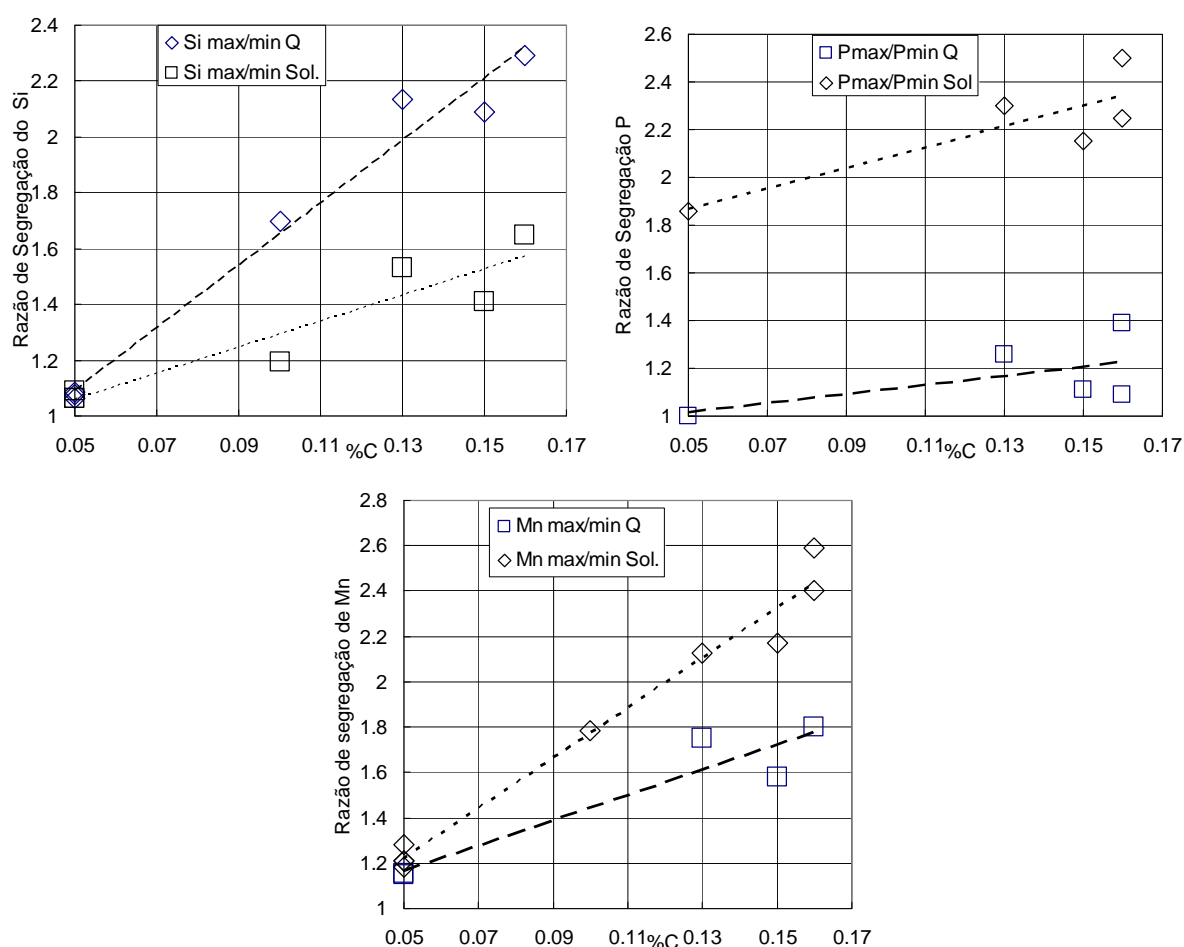 Razão de Segregação do Si
2.4
2.2
2
1.8
1.6
1.4
1.2
1
Si max/min Q
Si max/min Sol.
0.05 0.07 0.09 0.11 0.13 0.15 0.17
%C
Razão de Segregação P
2.6
2.4
2.2
2
1.8
1.6
1.4
1.2
1
Pmax/Pmin Q
Pmax/Pmin Sol
0.05 0.07 0.09 0.11 0.13 0.15 0.17
%C
Razão de segregação de Mn
2.8
2.6
2.4
2.2
2
1.8
1.6
1.4
1.2
1
Mn max/min Q
Mn max/min Sol.
0.05 0.07 0.09 0.11 0.13 0.15 0.17
%C